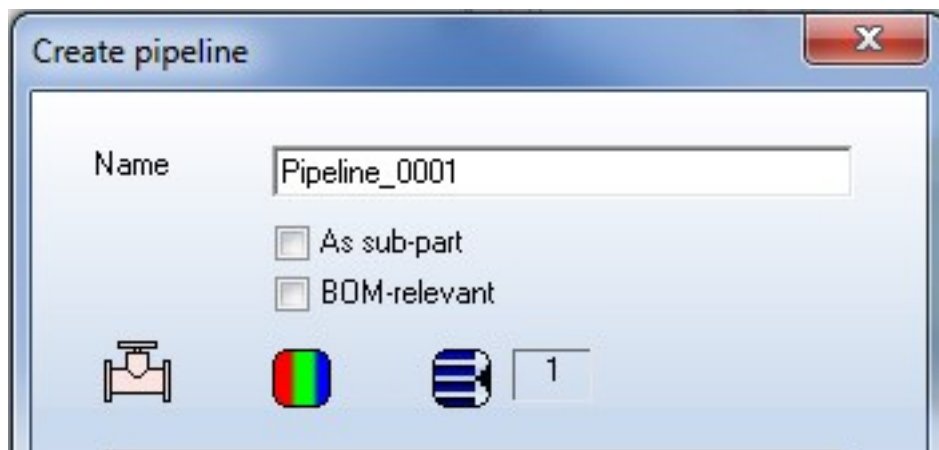 Create pipeline
Name
Pipeline_0001
As sub-part
BOM-relevant
1